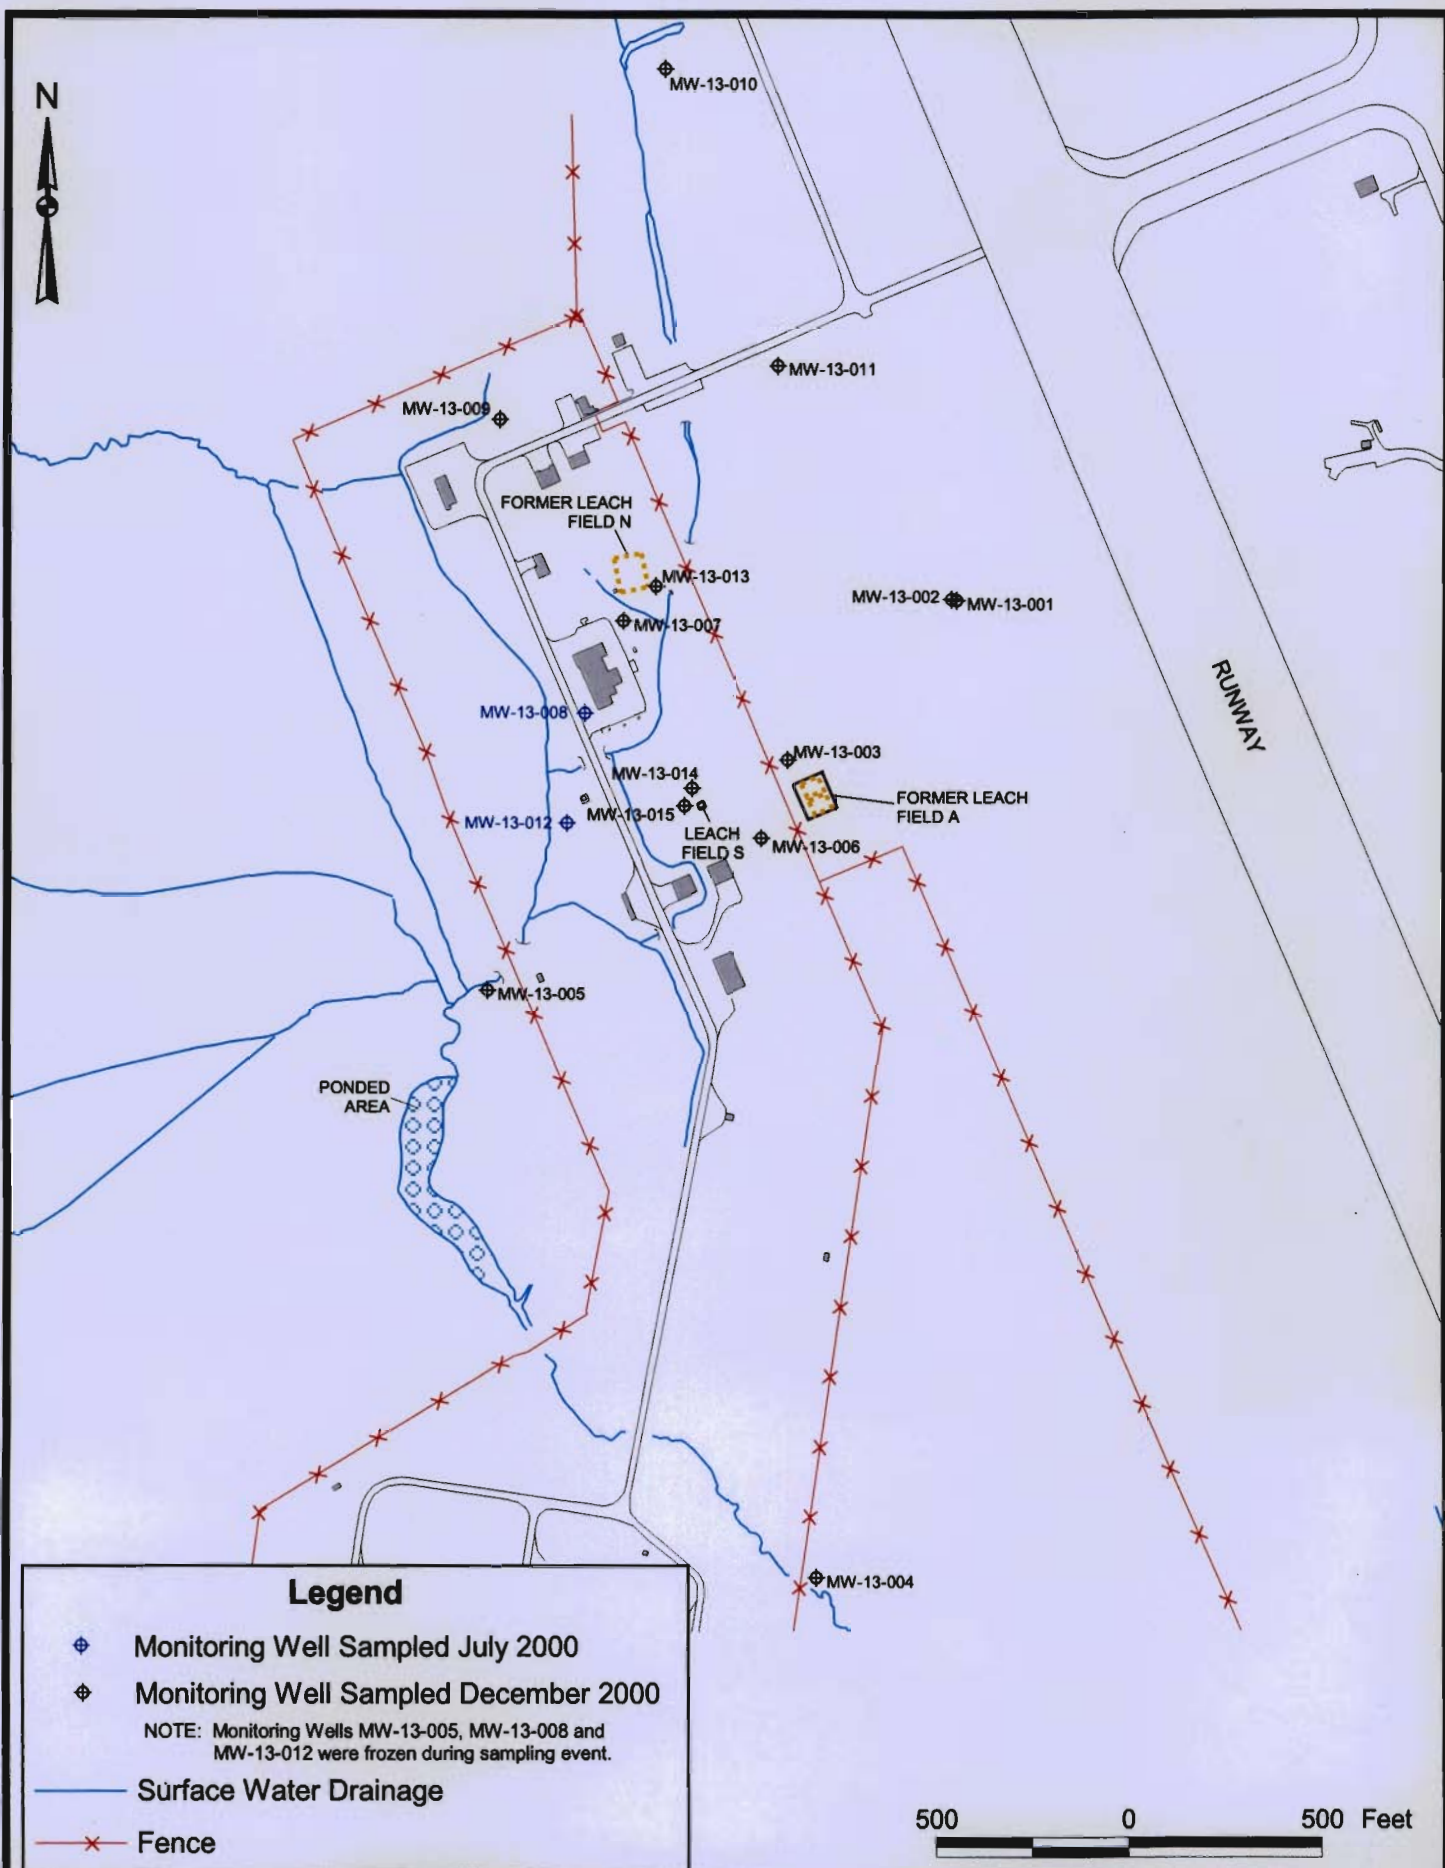 N
MW-13-010
MW-13-011
MW-13-009
FORMER LEACH
FIELD N
MW-13-013
MW-13-002
MW-13-001
MW-13-007
RUNWAY
MW-13-008
MW-13-003
MW-13-014
FORMER LEACH
FIELD A
MW-13-015
MW-13-012
LEACH
FIELD S
MW-13-006
MW-13-005
PONDED
AREA
MW-13-004
Legend
Monitoring Well Sampled July 2000
Monitoring Well Sampled December 2000
NOTE: Monitoring Wells MW-13-005, MW-13-008 and
MW-13-012 were frozen during sampling event.
Surface Water Drainage
Fence
500 0 500 Feet